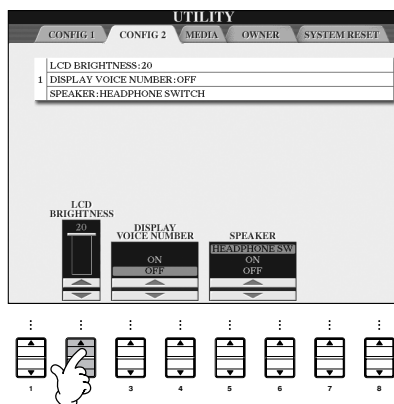 UTILITY
CONFIG 1 CONFIG 2 MEDIA OWNER SYSTEM RESET
LCD BRIGHTNESS:20
1 DISPLAY VOICE NUMBER:OFF
SPEAKER:HEADPHONE SWITCH
LCD
BRIGHTNESS
20
DISPLAY
VOICE NUMBER
ON
OFF
SPEAKER
HEADPHONE SW
ON
OFF
1 3 4 5 6 7 8